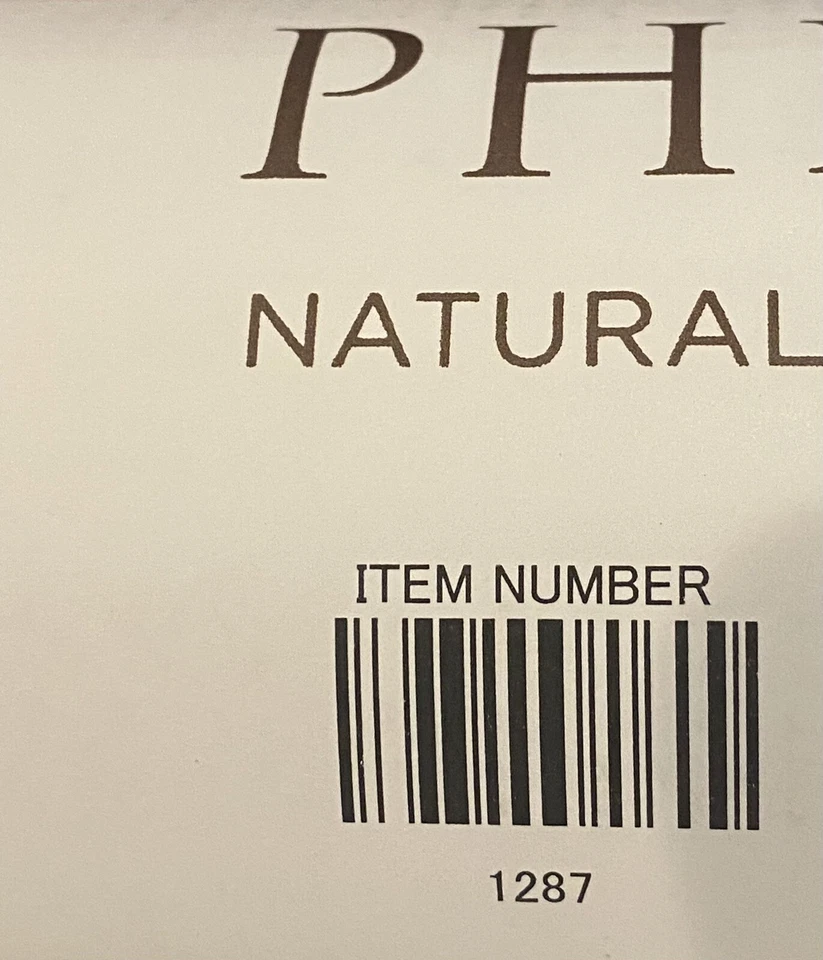 PH
NATURAL
ITEM NUMBER
1287